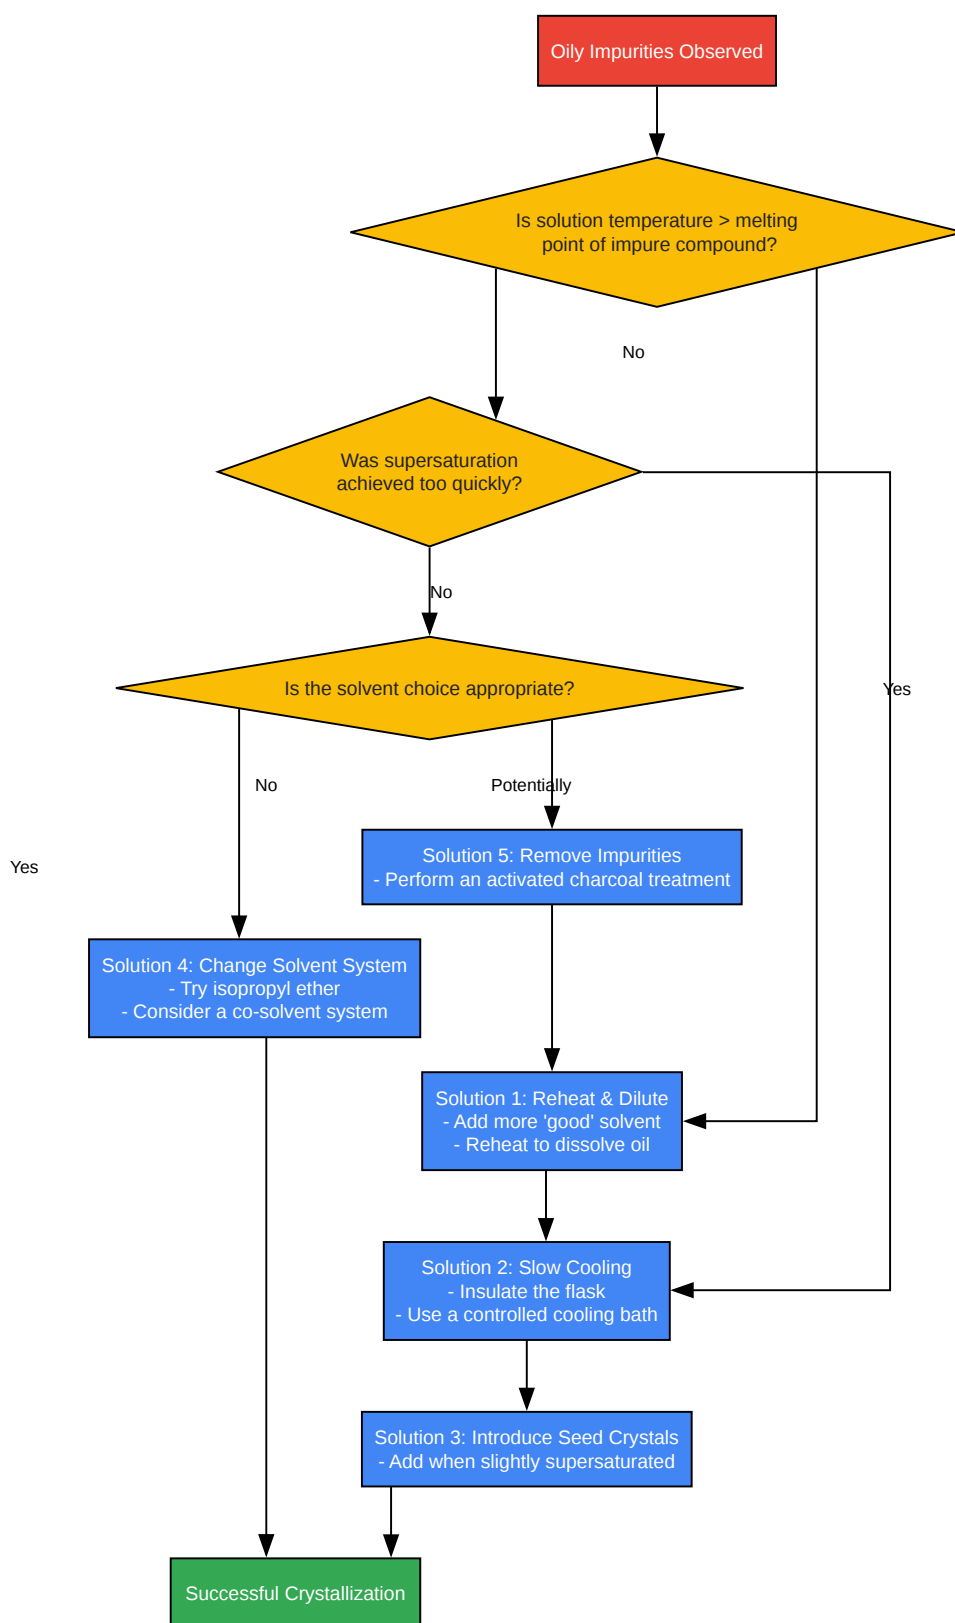 Oily Impurities Observed
Is solution temperature > melting
point of impure compound?
No
Was supersaturation
achieved too quickly?
No
Is the solvent choice appropriate?
Yes
No
Potentially
Solution 5: Remove Impurities
- Perform an activated charcoal treatment
Yes
Solution 4: Change Solvent System
- Try isopropyl ether
- Consider a co-solvent system
Solution 1: Reheat & Dilute
- Add more 'good' solvent
- Reheat to dissolve oil
Solution 2: Slow Cooling
- Insulate the flask
- Use a controlled cooling bath
Solution 3: Introduce Seed Crystals
- Add when slightly supersaturated
Successful Crystallization